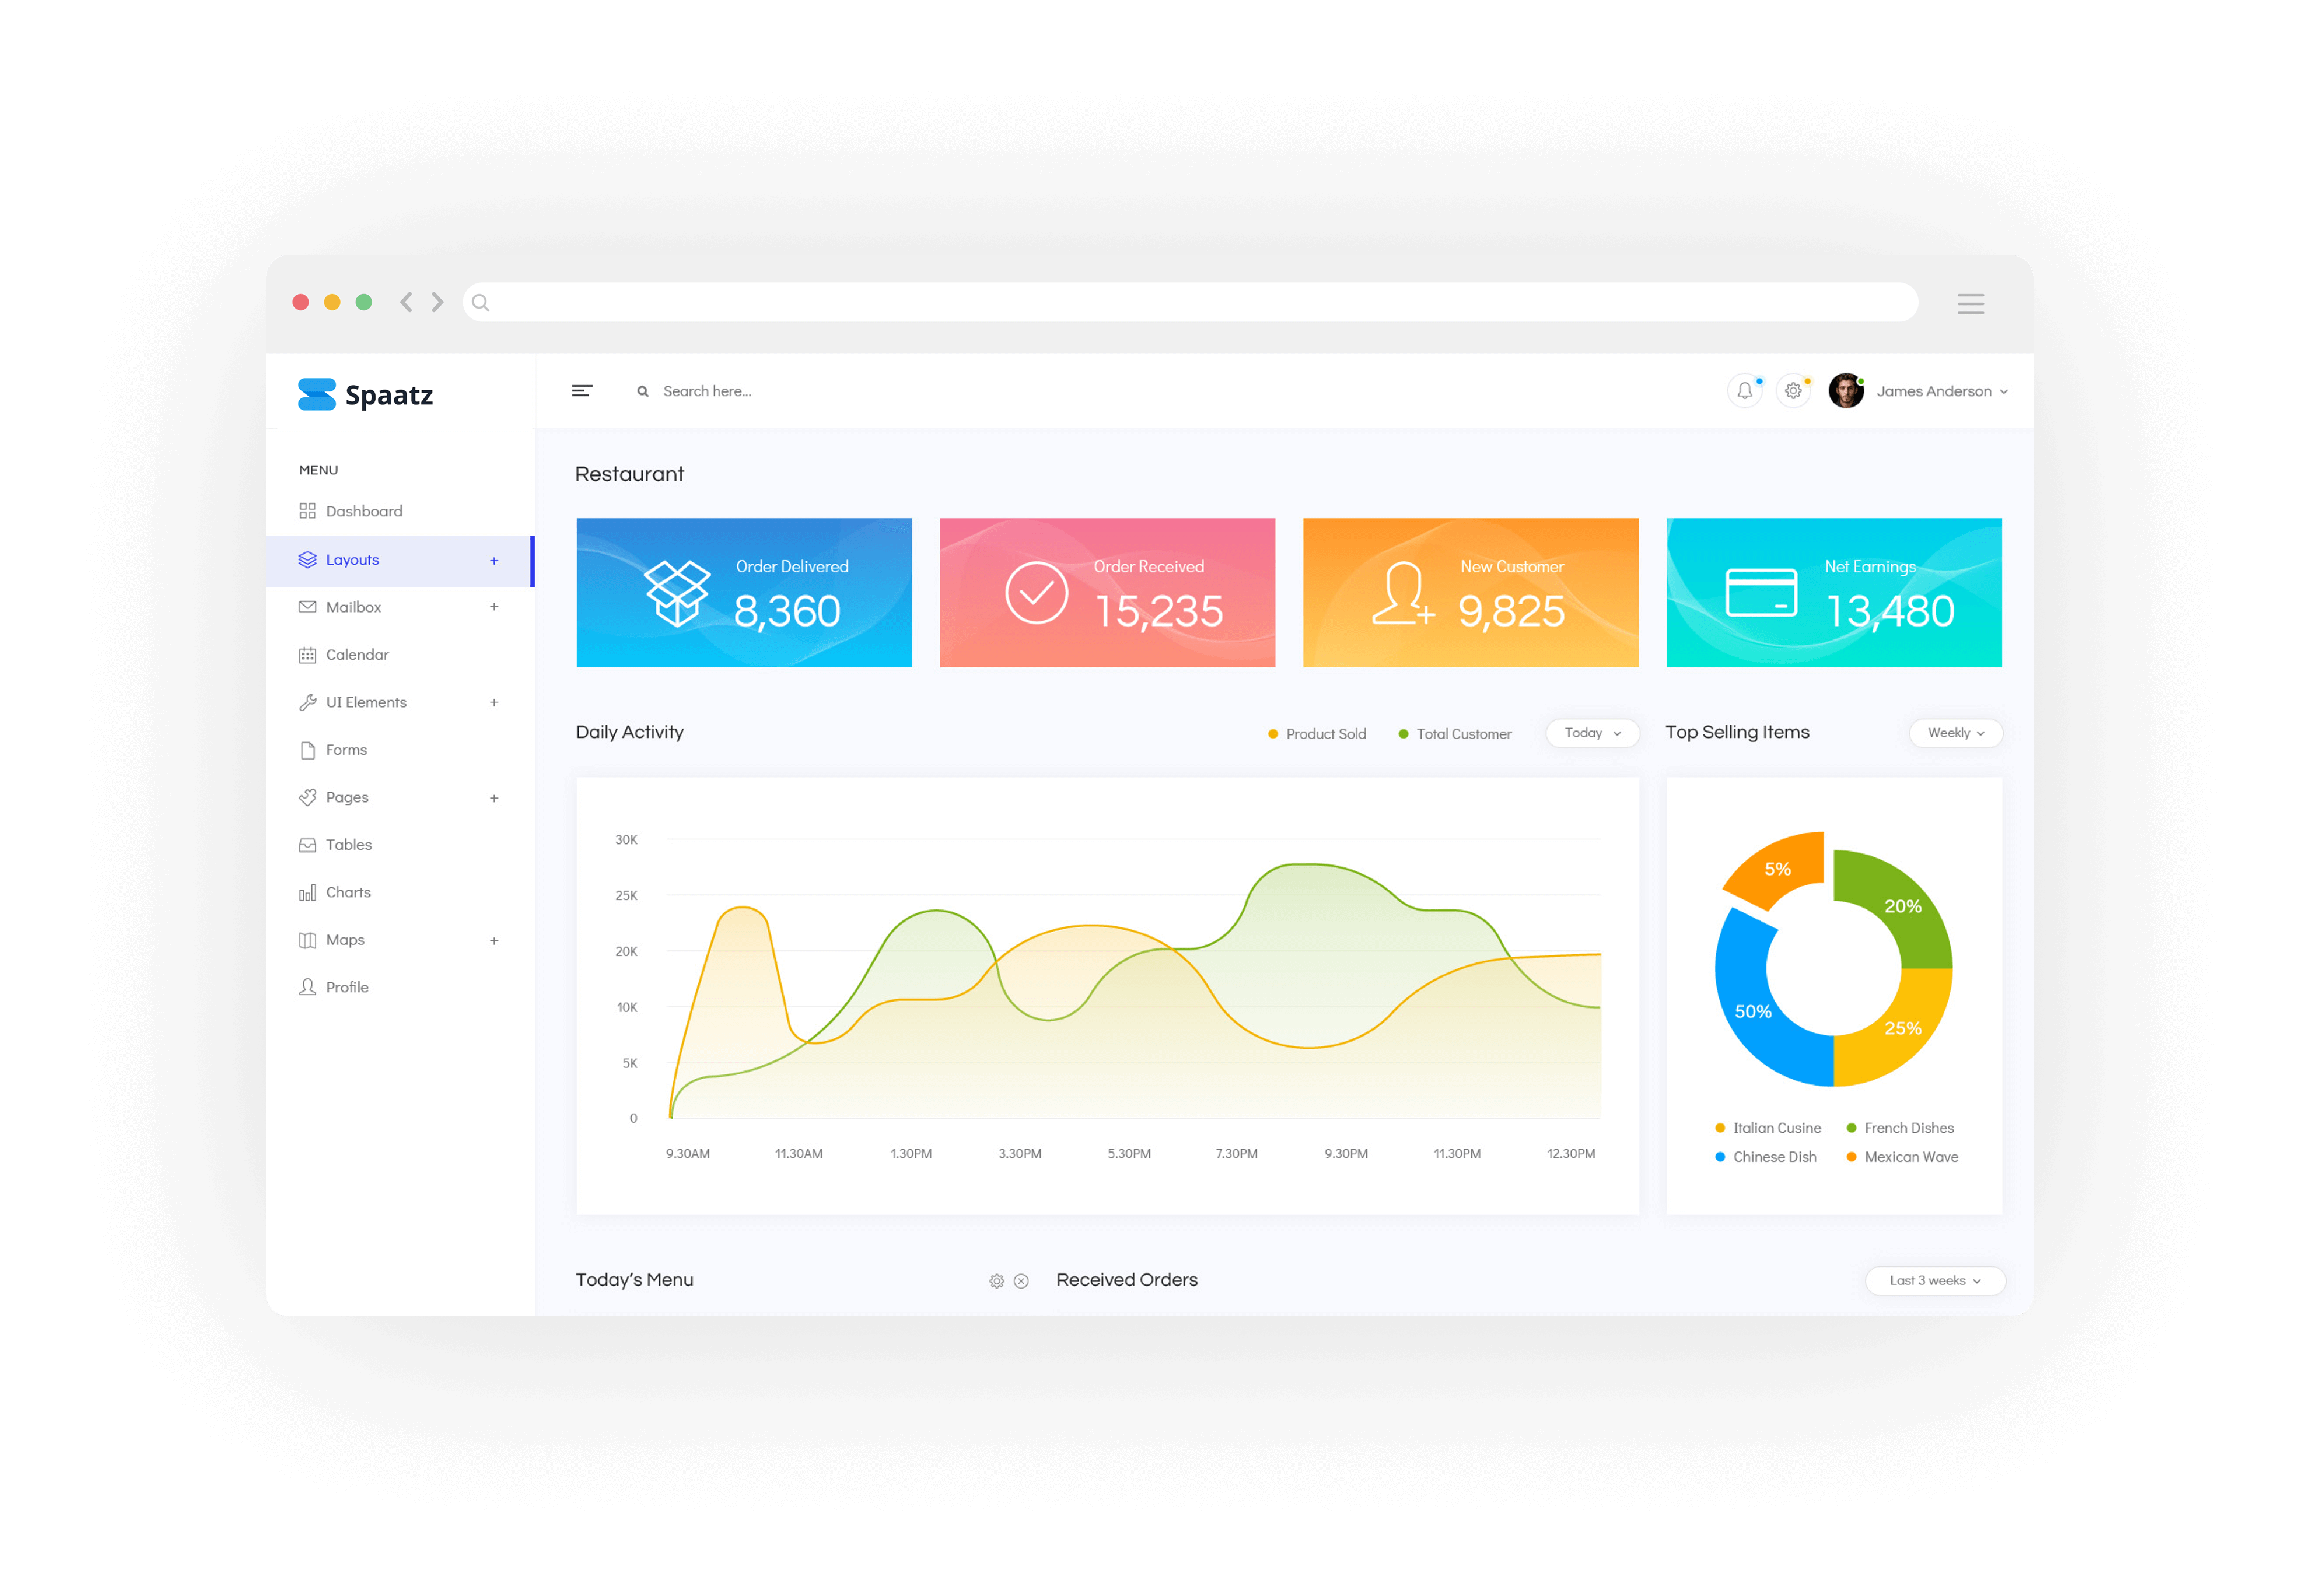 Spaatz
Search here...
James Anderson
MENU
Dashboard
Layouts +
Mailbox +
Calendar
UI Elements +
Forms
Pages +
Tables
Charts
Maps +
Profile
Restaurant
Order Delivered
8,360
Order Received
15,235
New Customer
9,825
Net Earnings
13,480
Daily Activity
Product Sold
Total Customer
Today
30K
25K
20K
10K
5K
0
9.30AM 11.30AM 1.30PM 3.30PM 5.30PM 7.30PM 9.30PM 11.30PM 12.30PM
Top Selling Items
Weekly
5%
20%
50%
25%
Italian Cusine French Dishes
Chinese Dish Mexican Wave
Today’s Menu
Received Orders
Last 3 weeks